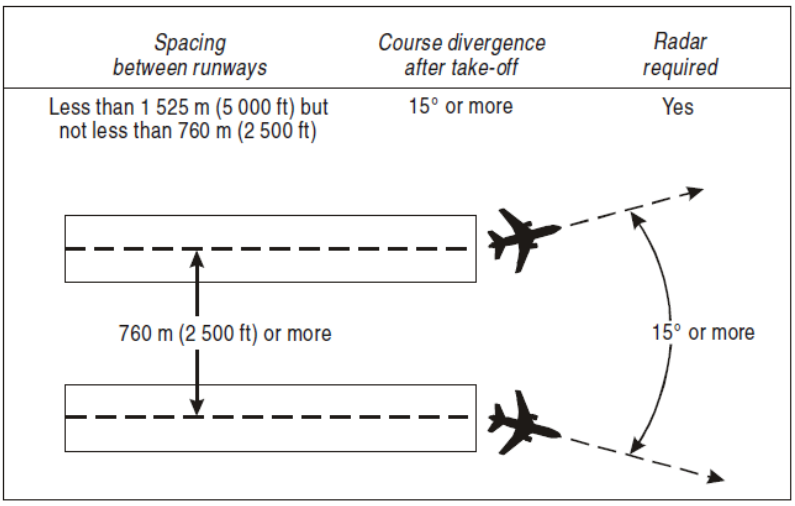 Spacing
between runways
Course divergence
after take-off
Radar
required
Less than 1 525 m (5 000 ft) but
not less than 760 m (2 500 ft)
15° or more
Yes
760 m (2 500 ft) or more
15° or more